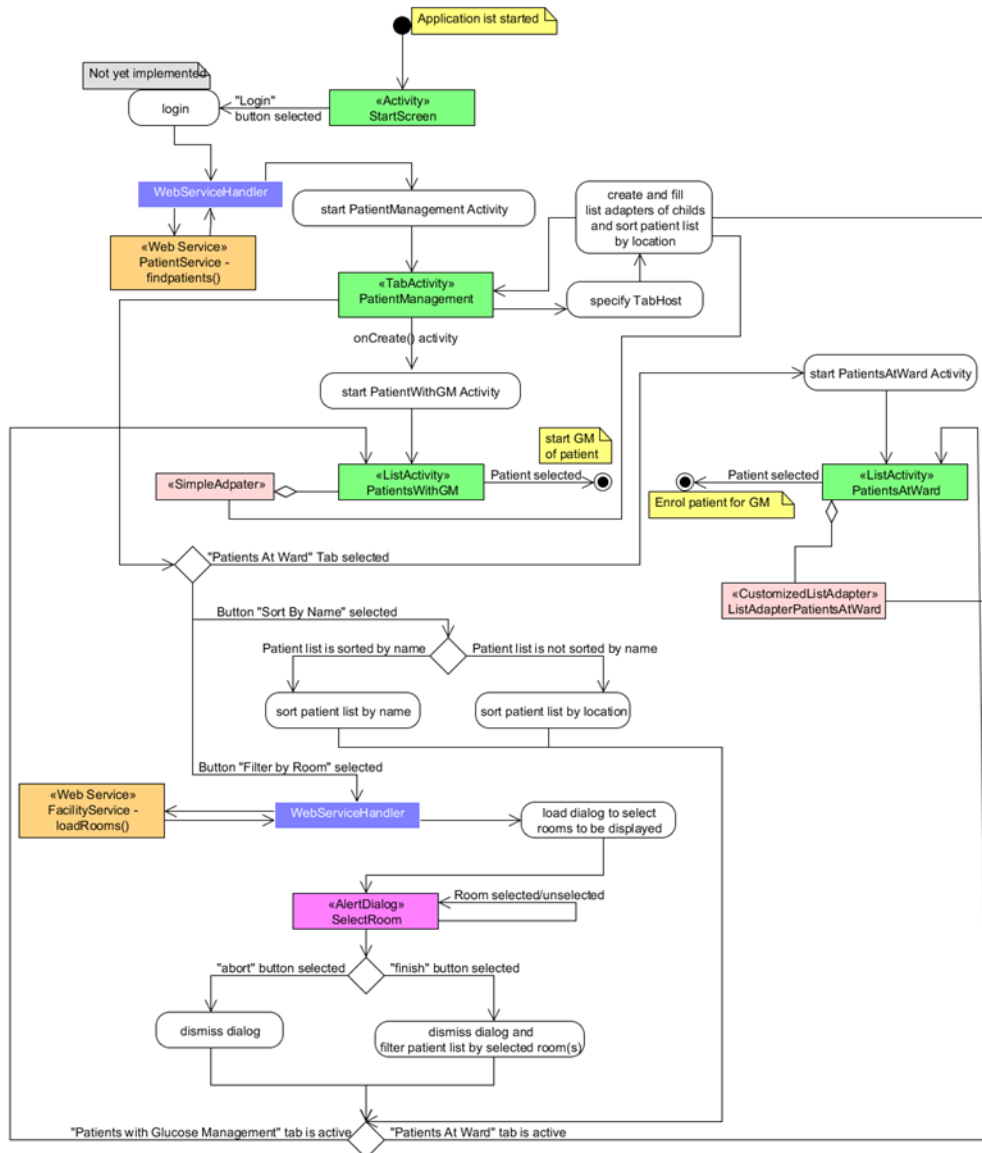 Application ist started
Not yet implemented
login
"Login"
button selected
«Activity»
StartScreen
WebServiceHandler
start PatientManagement Activity
create and fill
list adapters of childs
and sort patient list
by location
«Web Service»
PatientService -
findpatients()
«TabActivity»
PatientManagement
specify TabHost
onCreate() activity
start PatientWithGM Activity
start PatientsAtWard Activity
start GM
of patient
«SimpleAdpater»
«ListActivity»
PatientsWithGM
Patient selected
Patient selected
«ListActivity»
PatientsAtWard
Enrol patient for GM
"Patients At Ward" Tab selected
«CustomizedListAdapter»
ListAdapterPatientsAtWard
Button "Sort By Name" selected
Patient list is sorted by name
Patient list is not sorted by name
sort patient list by name
sort patient list by location
Button "Filter by Room" selected
«Web Service»
FacilityService -
loadRooms()
WebServiceHandler
load dialog to select
rooms to be displayed
«AlertDialog»
SelectRoom
Room selected/unselected
"abort" button selected
"finish" button selected
dismiss dialog
dismiss dialog and
filter patient list by selected room(s)
"Patients with Glucose Management" tab is active
"Patients At Ward" tab is active